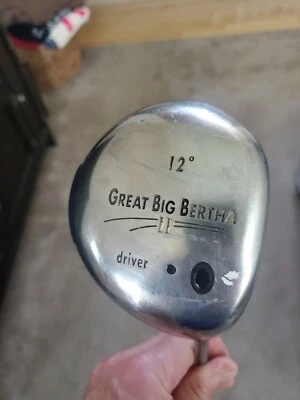 12°
GREAT BIG BERTHA
II
driver